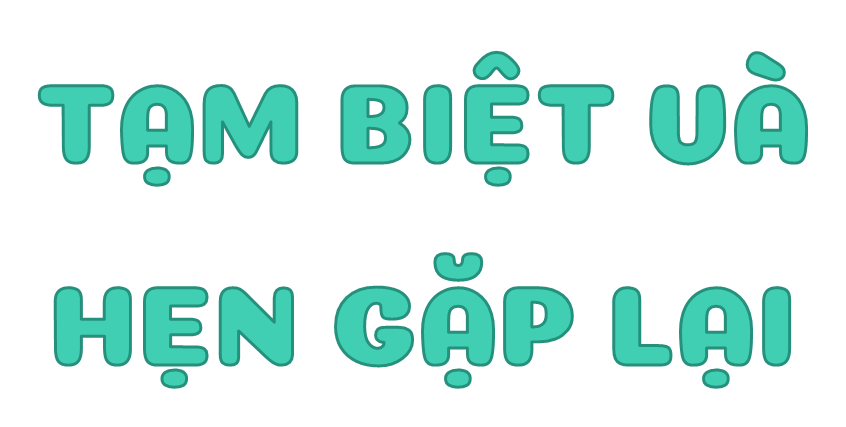 TẠM BIỆT UÀ
HẸN GẶP LẠI